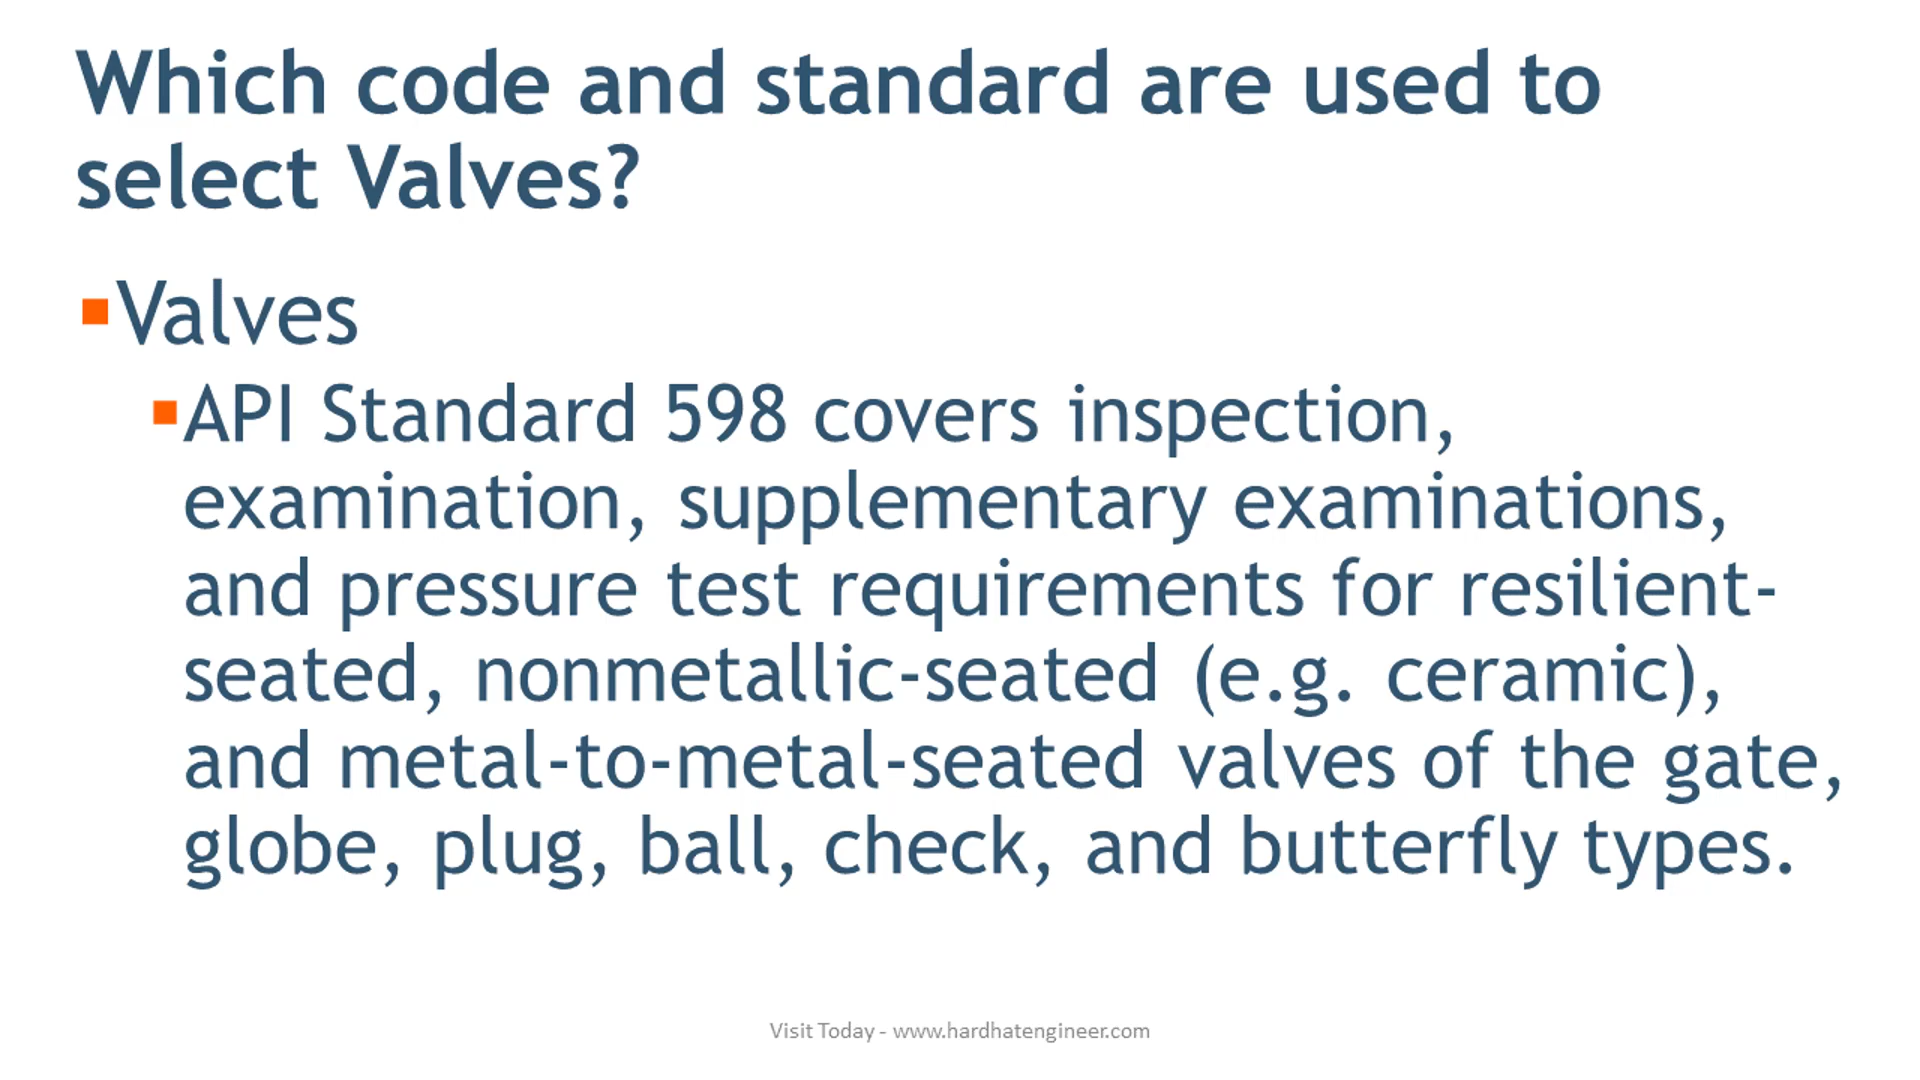 Which code and standard are used to
select Valves?
Valves
API Standard 598 covers inspection,
examination, supplementary examinations,
and pressure test requirements for resilient-
seated, nonmetallic-seated (e.g. ceramic),
and metal-to-metal-seated valves of the gate,
globe, plug, ball, check, and butterfly types.
Visit Today - www.hardhatengineer.com